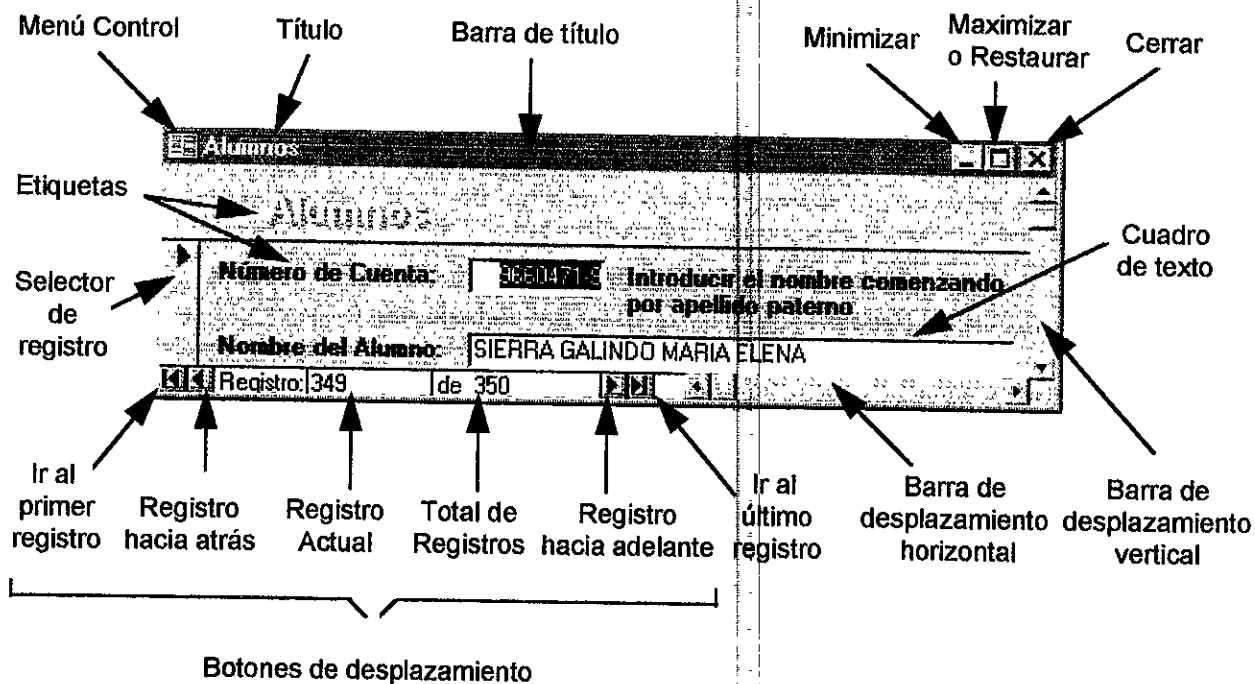 Menú Control
Título
Barra de título
Minimizar
Maximizar
o Restaurar
Cerrar
Alumnos
Etiquetas
Alumnos
Cuadro
de texto
Selector
de
registro
Número de Cuenta:
Introducir el nombre comenzando
por apellido paterno
Nombre del Alumno:
SIERRA GALINDO MARIA ELENA
Registro: 349 de 350
Ir al
primer
registro
Registro
hacia atrás
Registro
Actual
Total de
Registros
Registro
hacia adelante
Ir al
último
registro
Barra de
desplazamiento
horizontal
Barra de
desplazamiento
vertical
Botones de desplazamiento